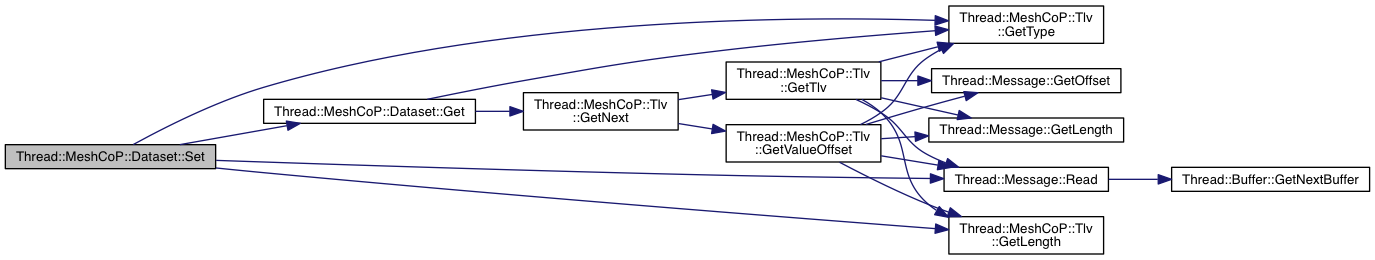 Thread::MeshCoP::Dataset::Set
Thread::MeshCoP::Dataset::Get
Thread::MeshCoP::Tlv
::GetNext
Thread::MeshCoP::Tlv
::GetTlv
Thread::MeshCoP::Tlv
::GetValueOffset
Thread::MeshCoP::Tlv
::GetType
Thread::Message::GetOffset
Thread::Message::GetLength
Thread::Message::Read
Thread::MeshCoP::Tlv
::GetLength
Thread::Buffer::GetNextBuffer